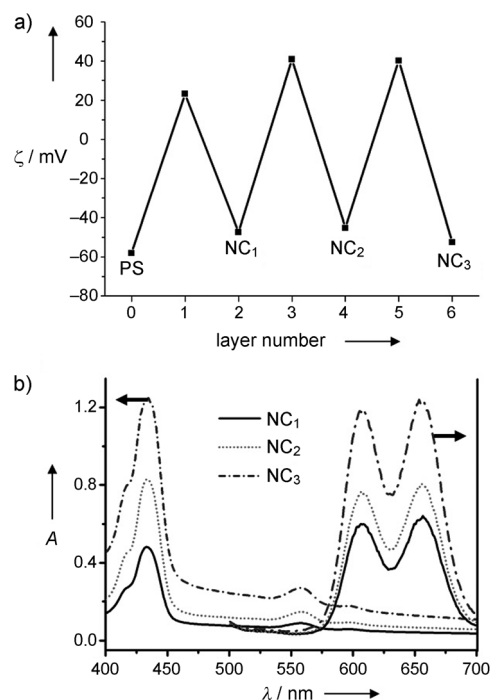 a)
60
40
20
0
−20
−40
−60
−80
ζ / mV
PS
NC1
NC2
NC3
0 1 2 3 4 5 6
layer number
b)
1.2
0.8
0.4
0.0
A
NC1
NC2
NC3
400 450 500 550 600 650 700
λ / nm